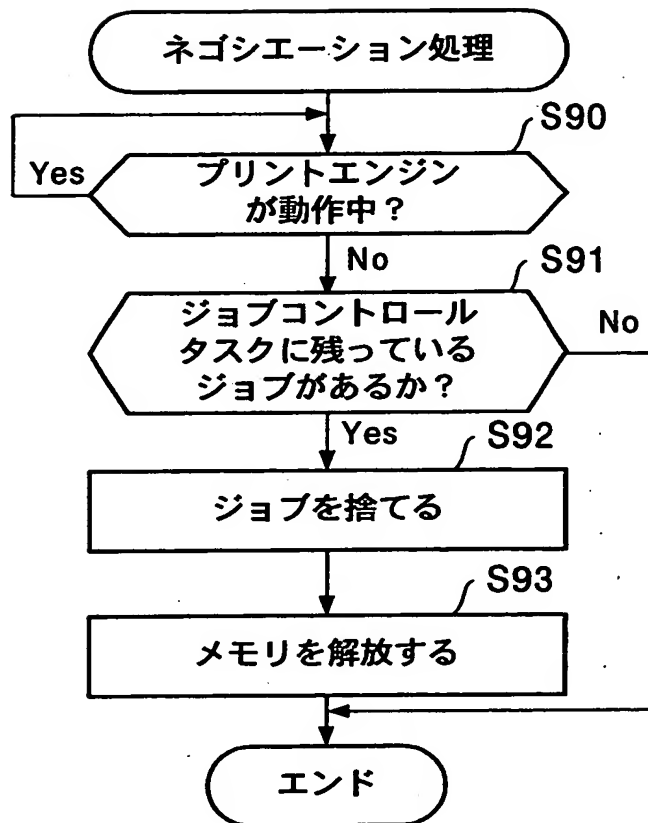 ネゴシエーション処理
S90
Yes
プリントエンジン
が動作中？
No
S91
ジョブコントロール
タスクに残っている
ジョブがあるか？
No
Yes
S92
ジョブを捨てる
S93
メモリを解放する
エンド